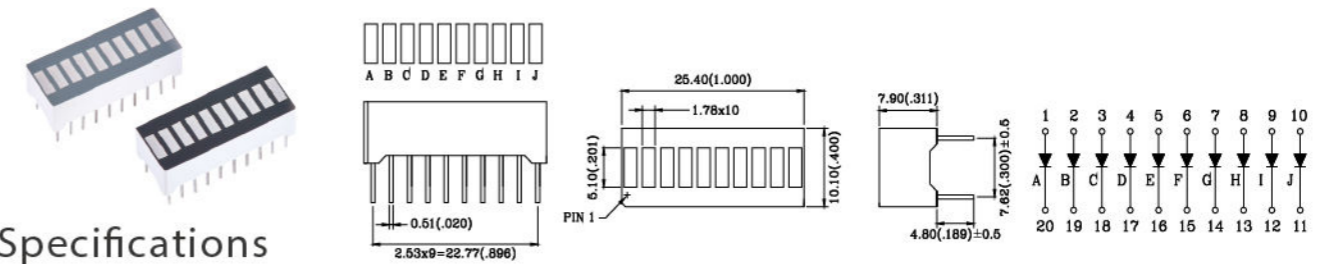 A B C D E F G H I J
0.51(.020)
2.53x9=22.77(.896)
25.40(1.000)
1.78x10
5.10(.201)
10.10(.400)
PIN 1
7.90(.311)
7.62(.300)±0.5
4.80(.189)±0.5
1 2 3 4 5 6 7 8 9 10
A B C D E F G H I J
20 19 18 17 16 15 14 13 12 11
Specifications